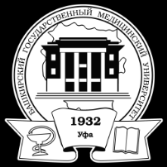 БАШКИРСКИЙ ГОСУДАРСТВЕННЫЙ МЕДИЦИНСКИЙ УНИВЕРСИТЕТ
1932
Уфа